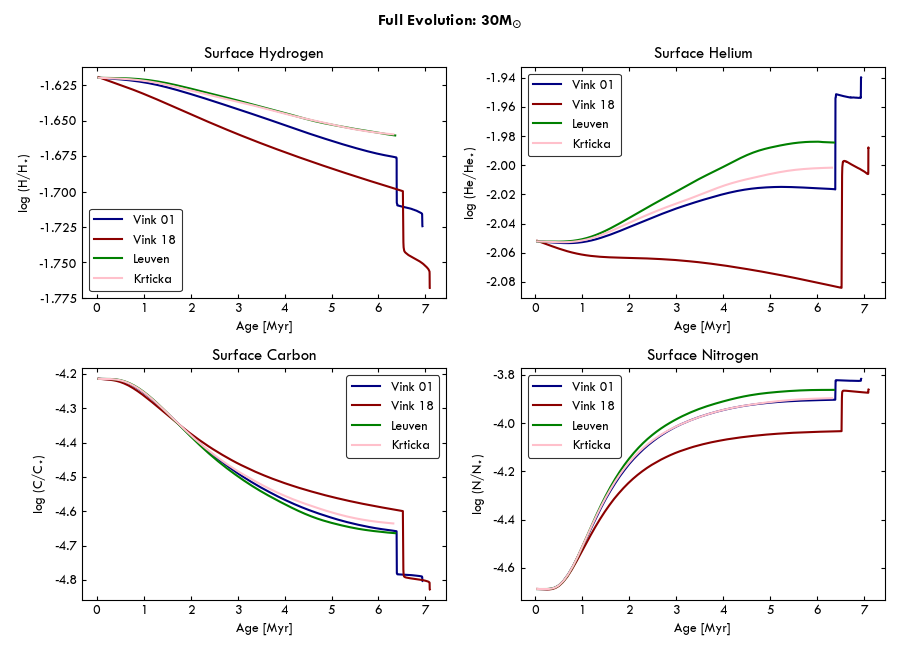 Full Evolution: 30M⊙
Surface Hydrogen
log (H/H⋆)
-1.625
-1.650
-1.675
-1.700
-1.725
-1.750
-1.775
Vink 01
Vink 18
Leuven
Krticka
0 1 2 3 4 5 6 7
Age [Myr]
Surface Helium
log (He/He⋆)
-1.94
-1.96
-1.98
-2.00
-2.02
-2.04
-2.06
-2.08
Vink 01
Vink 18
Leuven
Krticka
0 1 2 3 4 5 6 7
Age [Myr]
Surface Carbon
log (C/C⋆)
-4.2
-4.3
-4.4
-4.5
-4.6
-4.7
-4.8
Vink 01
Vink 18
Leuven
Krticka
0 1 2 3 4 5 6 7
Age [Myr]
Surface Nitrogen
log (N/N⋆)
-3.8
-4.0
-4.2
-4.4
-4.6
Vink 01
Vink 18
Leuven
Krticka
0 1 2 3 4 5 6 7
Age [Myr]